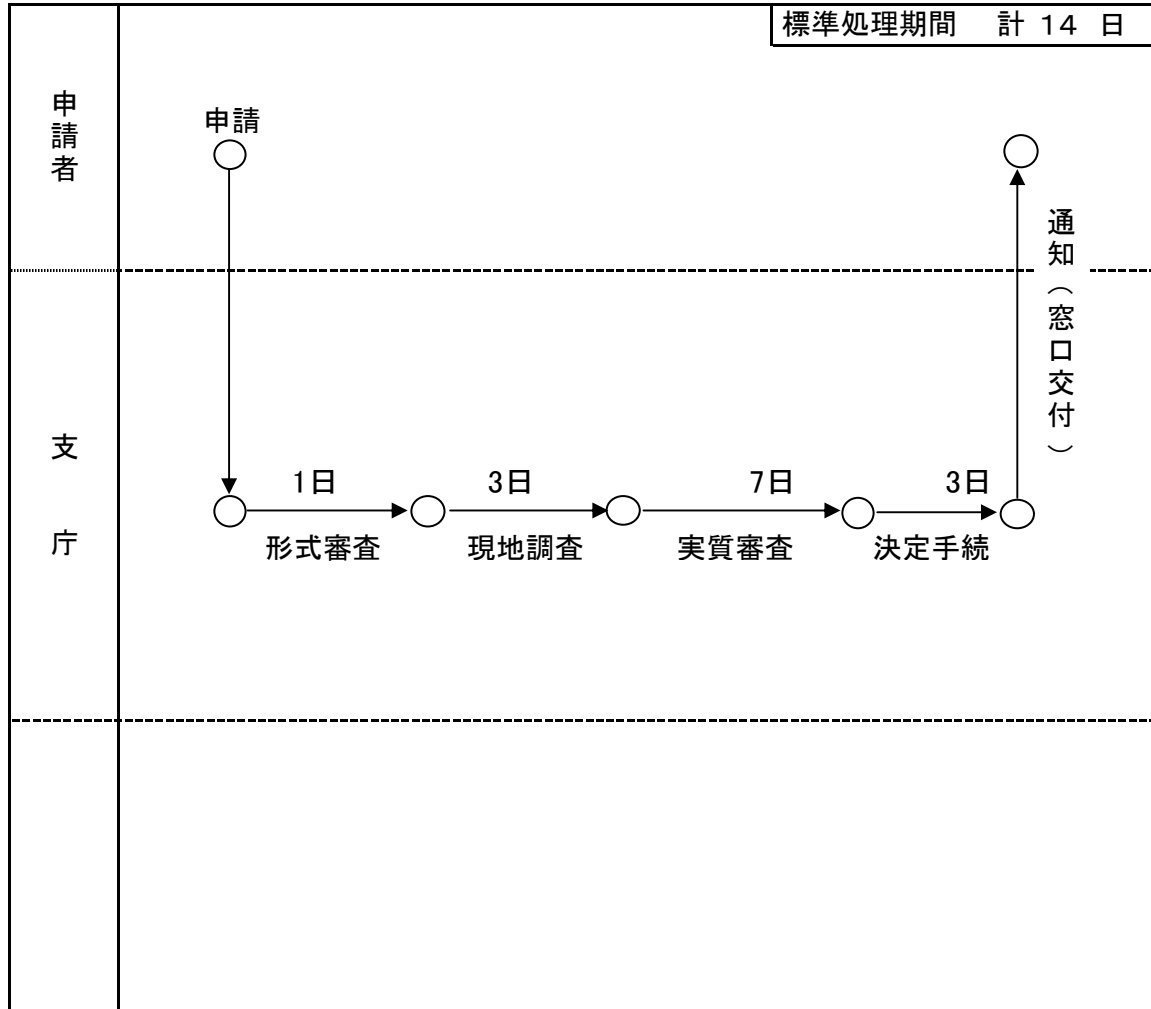 標準処理期間　計 14 日
申請者
申請
通知（窓口交付）
支庁
1日
3日
7日
3日
形式審査
現地調査
実質審査
決定手続